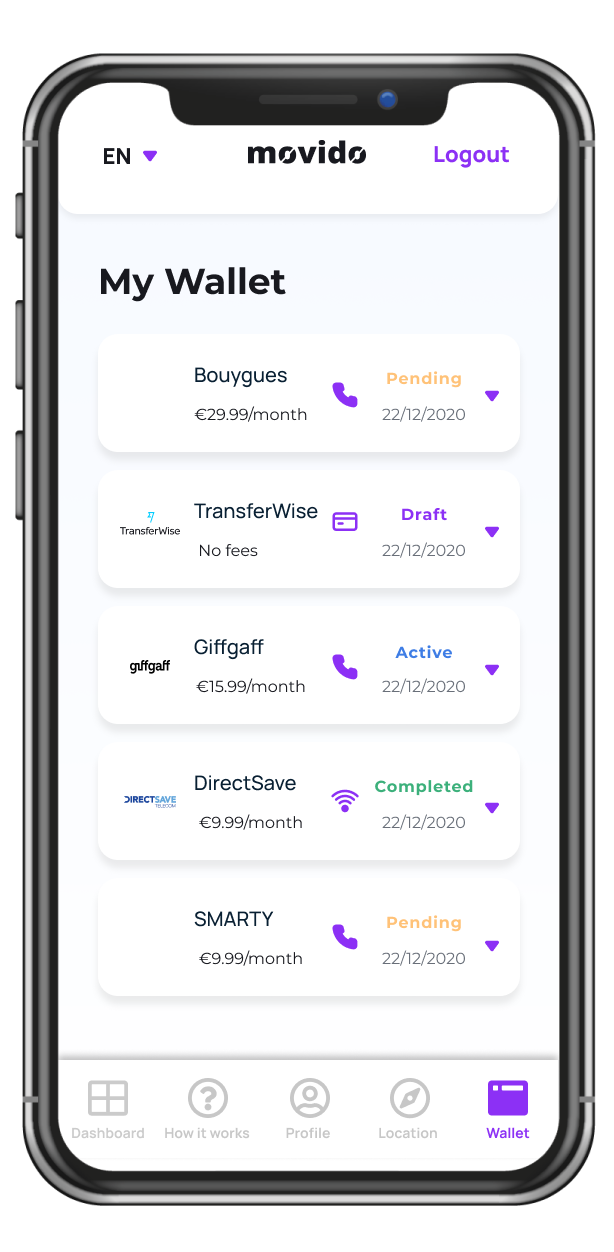 EN movido Logout
My Wallet
Bouygues Pending
€29.99/month 22/12/2020
TransferWise TransferWise Draft
No fees 22/12/2020
giffgaff Giffgaff Active
€15.99/month 22/12/2020
DIRECTSAVE TELECOM DirectSave Completed
€9.99/month 22/12/2020
SMARTY Pending
€9.99/month 22/12/2020
Dashboard How it works Profile Location Wallet